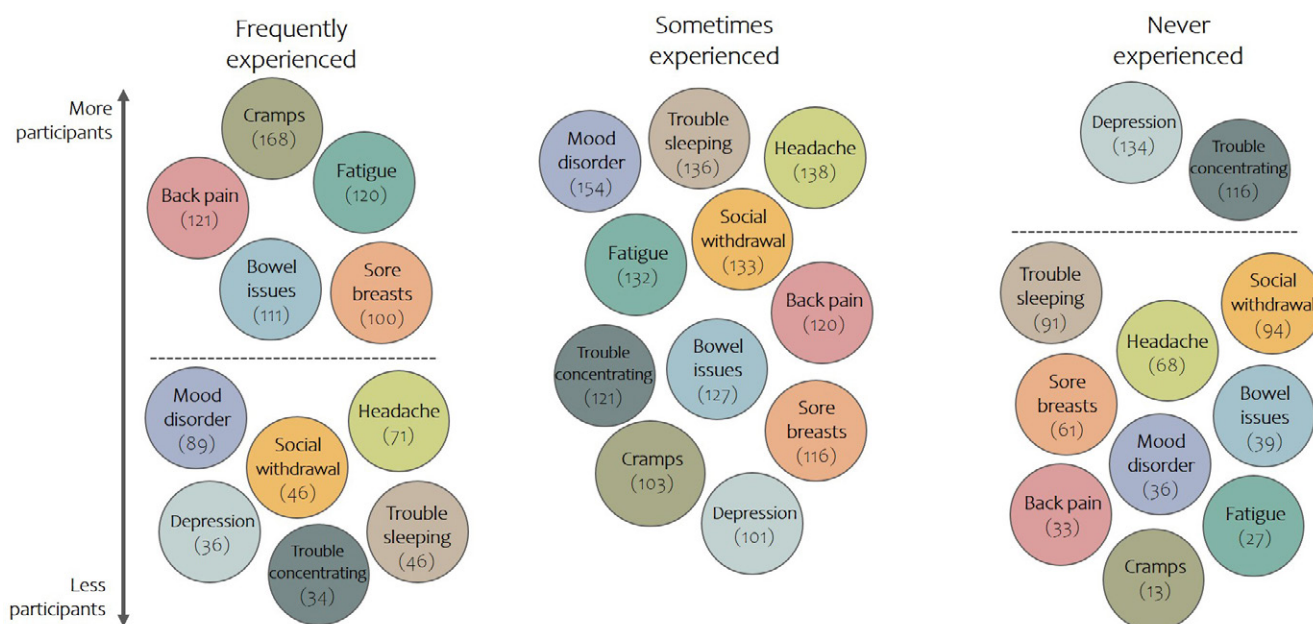 Frequently
experienced
Sometimes
experienced
Never
experienced
More
participants
Less
participants
Cramps
(168)
Fatigue
(120)
Back pain
(121)
Bowel
issues
(111)
Sore
breasts
(100)
Mood
disorder
(89)
Headache
(71)
Social
withdrawal
(46)
Depression
(36)
Trouble
sleeping
(46)
Trouble
concentrating
(34)
Mood
disorder
(154)
Trouble
sleeping
(136)
Headache
(138)
Social
withdrawal
(133)
Fatigue
(132)
Back pain
(120)
Trouble
concentrating
(121)
Bowel
issues
(127)
Sore
breasts
(116)
Cramps
(103)
Depression
(101)
Depression
(134)
Trouble
concentrating
(116)
Trouble
sleeping
(91)
Social
withdrawal
(94)
Headache
(68)
Sore
breasts
(61)
Bowel
issues
(39)
Mood
disorder
(36)
Back pain
(33)
Fatigue
(27)
Cramps
(13)